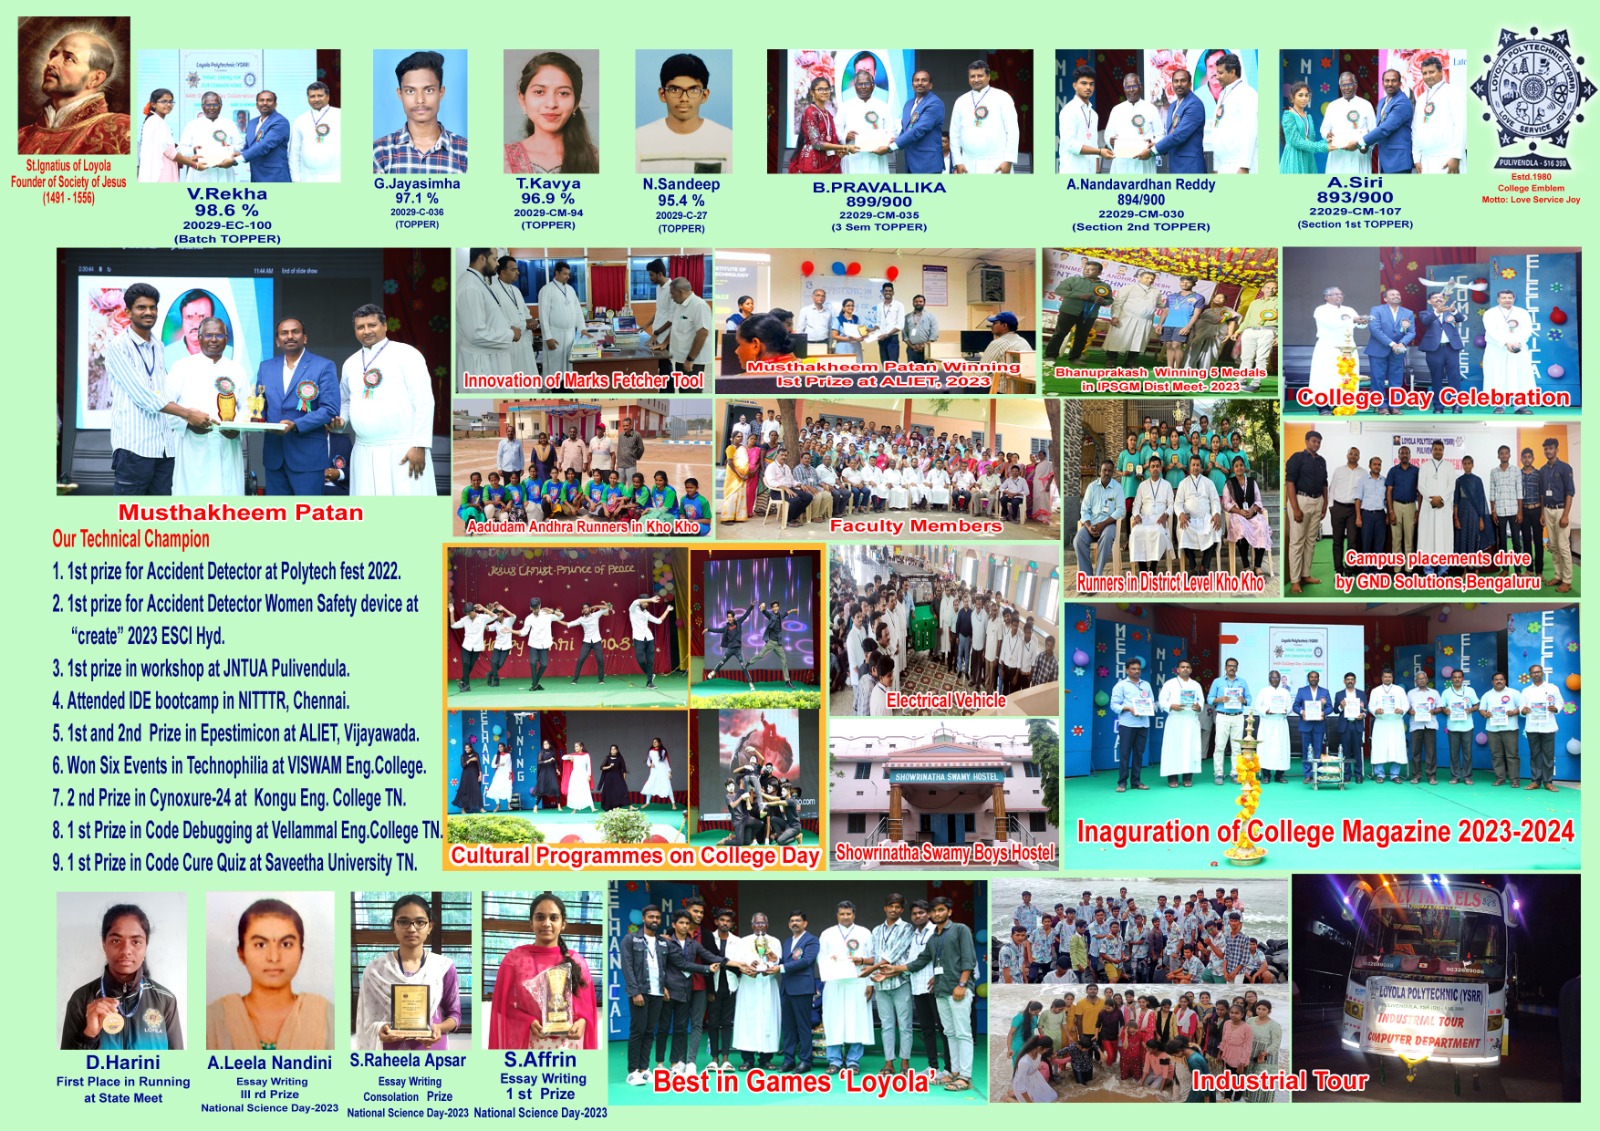 St.Ignatius of Loyola
Founder of Society of Jesus
(1491 - 1556)
V.Rekha
98.6 %
20029-EC-100
(Batch TOPPER)
G.Jayasimha
97.1 %
20029-C-036
(TOPPER)
T.Kavya
96.9 %
20029-CM-94
(TOPPER)
N.Sandeep
95.4 %
20029-C-27
(TOPPER)
B.PRAVALLIKA
899/900
22029-CM-035
(3 Sem TOPPER)
A.Nandavardhan Reddy
894/900
22029-CM-030
(Section 2nd TOPPER)
A.Siri
893/900
22029-CM-107
(Section 1st TOPPER)
LOYOLA POLYTECHNIC (YSRR)
LOVE SERVICE JOY
PULIVENDLA - 516 390
Estd.1980
College Emblem
Motto: Love Service Joy
Musthakheem Patan
Our Technical Champion
1. 1st prize for Accident Detector at Polytech fest 2022.
2. 1st prize for Accident Detector Women Safety device at
“create” 2023 ESCI Hyd.
3. 1st prize in workshop at JNTUA Pulivendula.
4. Attended IDE bootcamp in NITTTR, Chennai.
5. 1st and 2nd Prize in Epestimicon at ALIET, Vijayawada.
6. Won Six Events in Technophilia at VISWAM Eng.College.
7. 2 nd Prize in Cynoxure-24 at Kongu Eng. College TN.
8. 1 st Prize in Code Debugging at Vellammal Eng.College TN.
9. 1 st Prize in Code Cure Quiz at Saveetha University TN.
Innovation of Marks Fetcher Tool
Musthakheem Patan Winning
Ist Prize at ALIET, 2023
Bhanuprakash Winning 5 Medals
in IPSGM Dist Meet- 2023
College Day Celebration
COMPUTER
ELECTRICAL
Aadudam Andhra Runners in Kho Kho
Faculty Members
Runners in District Level Kho Kho
LOYOLA POLYTECHNIC (YSRR)
Campus placements drive
by GND Solutions,Bengaluru
Jesus Christ-Prince of Peace
MECHANICAL
MINING
Cultural Programmes on College Day
Electrical Vehicle
SHOWRINATHA SWAMY HOSTEL
Showrinatha Swamy Boys Hostel
MECHANICAL
MINING
Inaguration of College Magazine 2023-2024
D.Harini
First Place in Running
at State Meet
A.Leela Nandini
Essay Writing
III rd Prize
National Science Day-2023
S.Raheela Apsar
Essay Writing
Consolation Prize
National Science Day-2023
S.Affrin
Essay Writing
1 st Prize
National Science Day-2023
MECHANICAL
Best in Games ‘Loyola’
Industrial Tour
LOYOLA POLYTECHNIC (YSRR)
INDUSTRIAL TOUR
COMPUTER DEPARTMENT